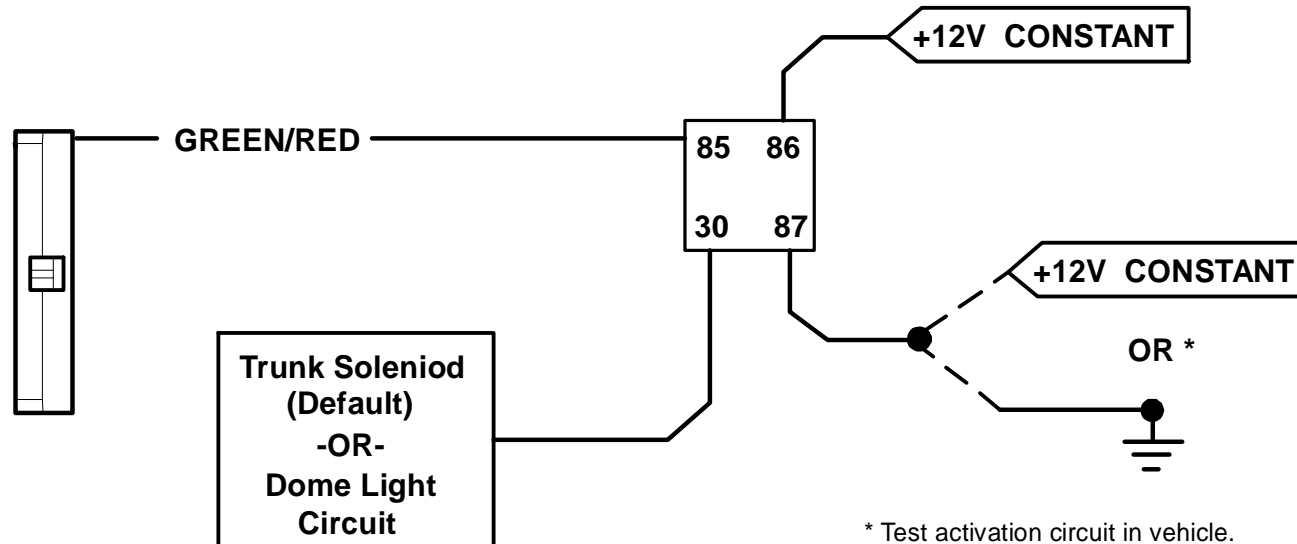 +12V CONSTANT
GREEN/RED
85 86
30 87
+12V CONSTANT
OR *
Trunk Soleniod
(Default)
-OR-
Dome Light
Circuit
* Test activation circuit in vehicle.